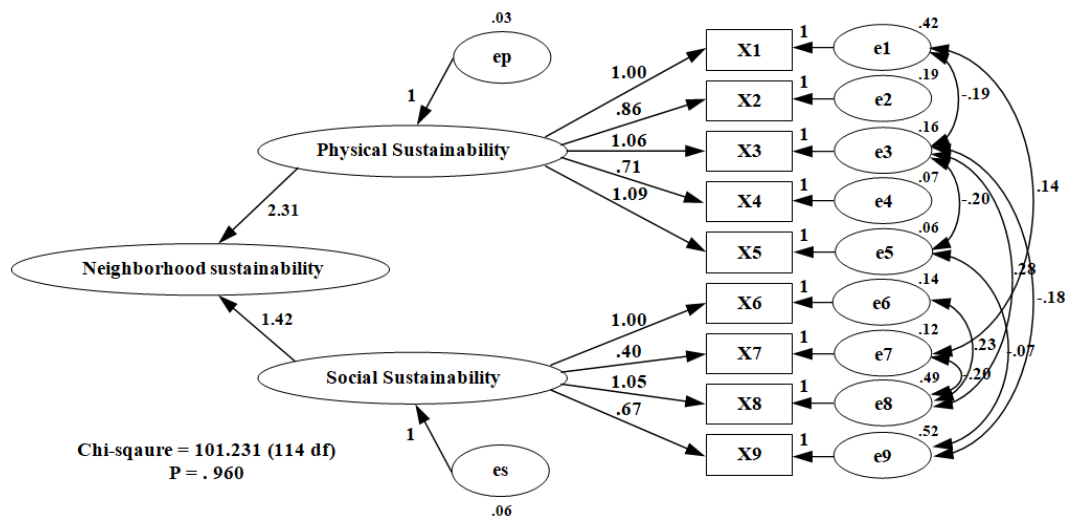 .03
ep
1
Physical Sustainability
2.31
Neighborhood sustainability
1.42
Social Sustainability
1
es
.06
Chi-sqaure = 101.231 (114 df)
P = . 960
1.00
.86
1.06
.71
1.09
1.00
.40
1.05
.67
X1
1
e1
.42
X2
1
e2
.19
X3
1
e3
.16
X4
1
e4
.07
X5
1
e5
.06
X6
1
e6
.14
X7
1
e7
.12
X8
1
e8
.49
X9
1
e9
.52
-.19
.14
-.20
.28
-.18
.23
-.07
-.20